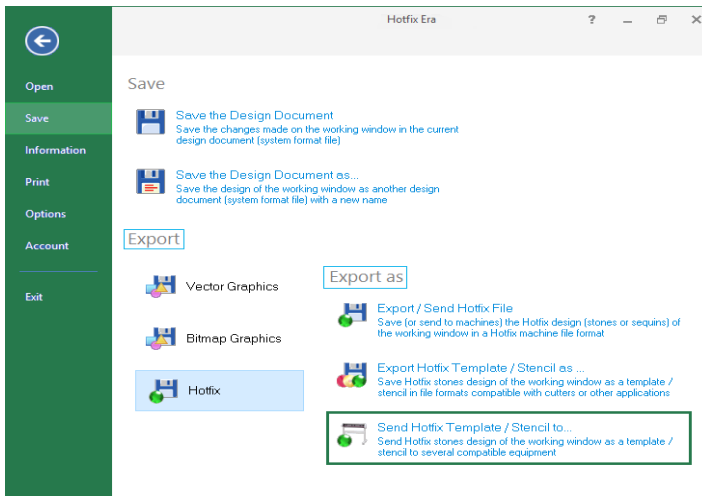 Hotfix Era
?
Open
Save
Information
Print
Options
Account
Exit
Save
Save the Design Document
Save the changes made on the working window in the current
design document (system format file)
Save the Design Document as...
Save the design of the working window as another design
document (system format file) with a new name
Export
Vector Graphics
Bitmap Graphics
Hotfix
Export as
Export / Send Hotfix File
Save (or send to machines) the Hotfix design (stones or sequins) of
the working window in a Hotfix machine file format
Export Hotfix Template / Stencil as ...
Save Hotfix stones design of the working window as a template /
stencil in file formats compatible with cutters or other applications
Send Hotfix Template / Stencil to...
Send Hotfix stones design of the working window as a template /
stencil to several compatible equipment